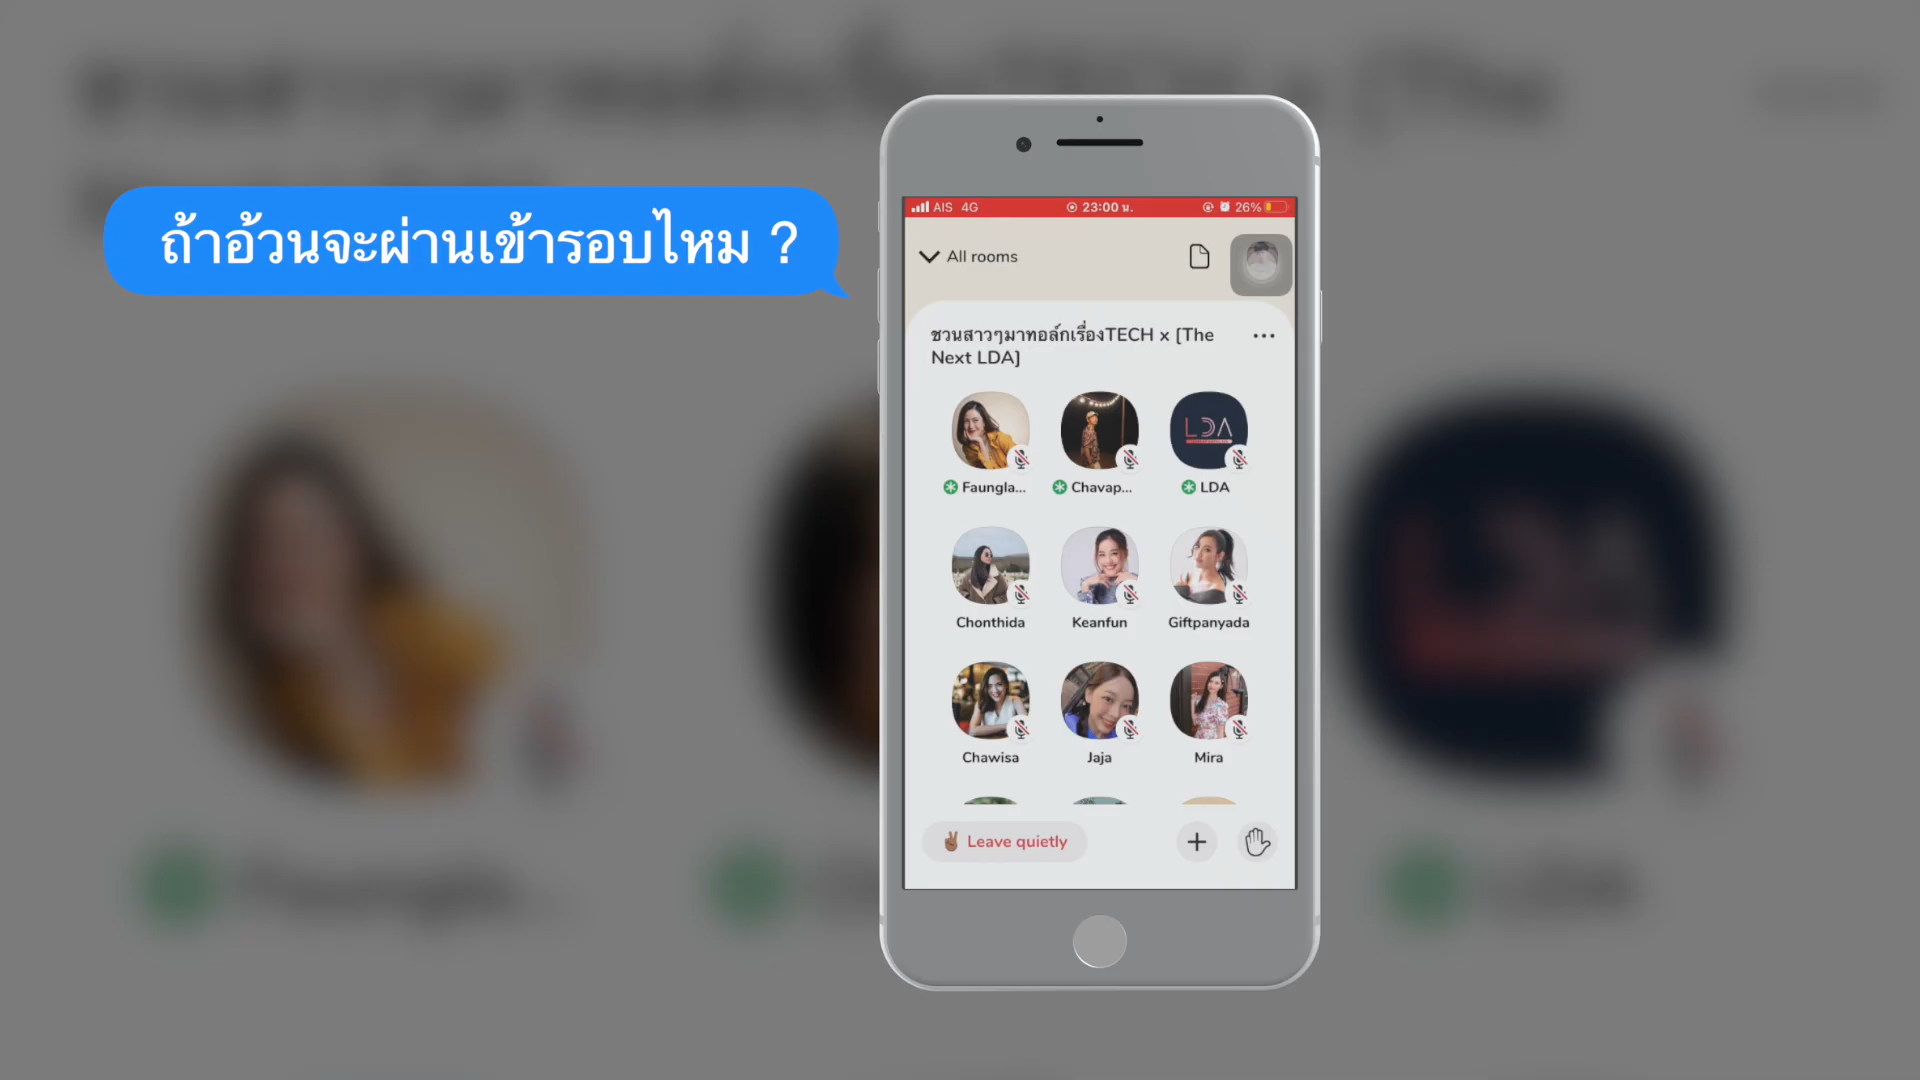 ถ้าอ้วนจะผ่านเข้ารอบไหม ?
AIS 4G 23:00 น. 26%
All rooms
ชวนสาวๆมาทอล์กเรื่องTECH x [The
Next LDA]
LDA
Faungla... Chavap... LDA
Chonthida Keanfun Giftpanyada
Chawisa Jaja Mira
Leave quietly